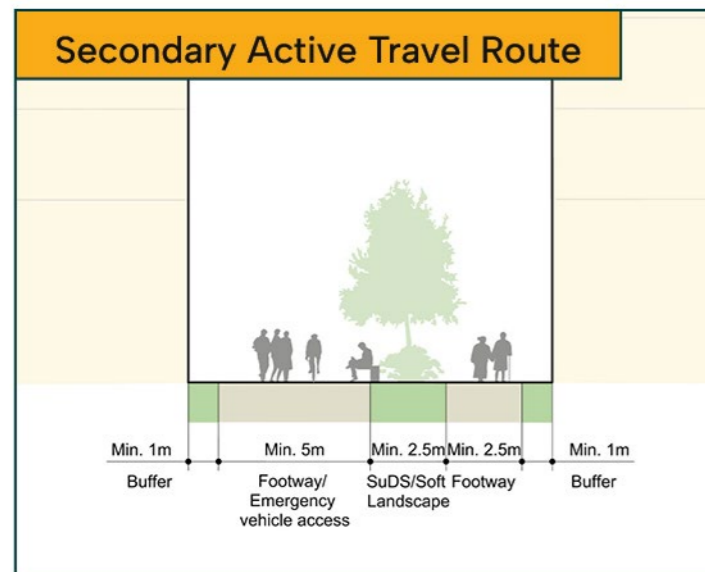 Secondary Active Travel Route
Min. 1m
Min. 5m
Min. 2.5m
Min. 2.5m
Min. 1m
Buffer
Footway/
Emergency
vehicle access
SuDS/Soft
Landscape
Footway
Buffer